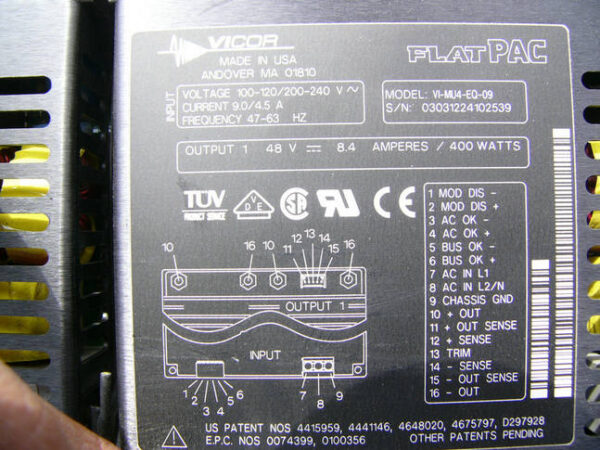 VICOR
MADE IN USA
ANDOVER MA 01810
FLATPAC
INPUT
VOLTAGE 100-120/200-240 V ~
CURRENT 9.0/4.5 A
FREQUENCY 47-63 HZ
MODEL: VI-MU4-EQ-09
S/N: 03031224102539
OUTPUT 1 48 V ⎓ 8.4 AMPERES / 400 WATTS
TÜV
PRODUCT SERVICE
VDE
SA
UR
CE
1 MOD DIS -
2 MOD DIS +
3 AC OK -
4 AC OK +
5 BUS OK -
6 BUS OK +
7 AC IN L1
8 AC IN L2/N
9 CHASSIS GND
10 + OUT
11 + OUT SENSE
12 + SENSE
13 TRIM
14 - SENSE
15 - OUT SENSE
16 - OUT
10 16 10 11 12 13 14 15 16
OUTPUT 1
INPUT
1 2 3 4 5 6 7 8 9
US PATENT NOS 4415959, 4441146, 4648020, 4675797, D297928
E.P.C. NOS 0074399, 0100356 OTHER PATENTS PENDING